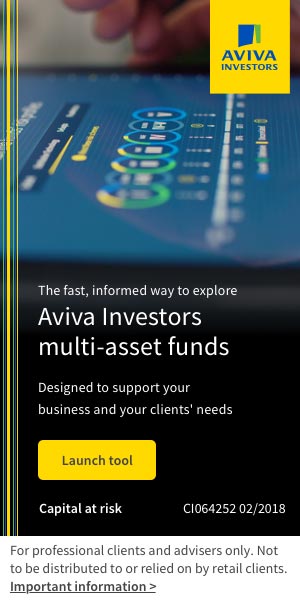 AVIVA
INVESTORS
The fast, informed way to explore
Aviva Investors
multi-asset funds
Designed to support your
business and your clients' needs
Launch tool
Capital at risk CI064252 02/2018
For professional clients and advisers only. Not
to be distributed to or relied on by retail clients.
Important information >